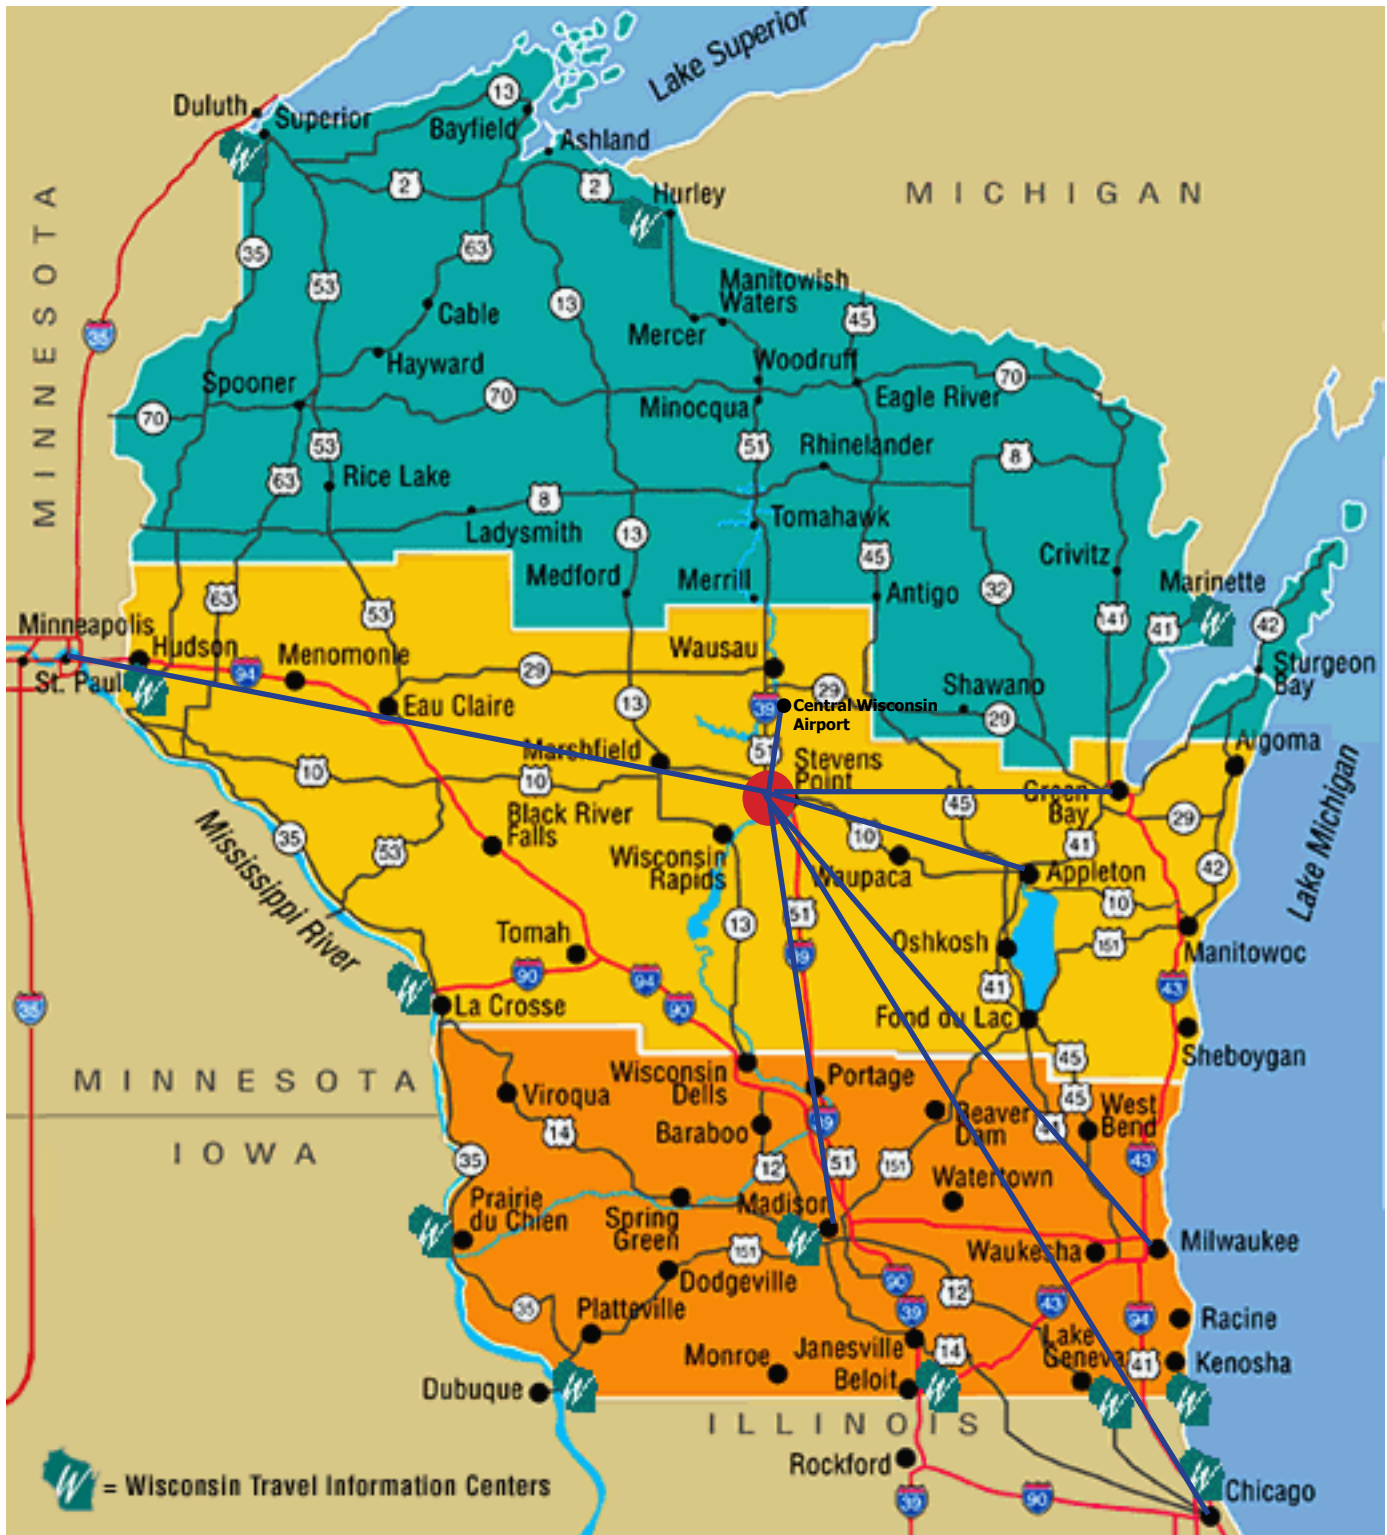 Lake Superior
Duluth
Superior
13
Bayfield
Ashland
2
2
Hurley
MICHIGAN
MINNESOTA
35
53
63
13
Manitowish
Waters
45
Cable
Mercer
35
Hayward
Woodruff
Spooner
70
70
70
Minocqua
Eagle River
53
51
Rhinelander
8
63
Rice Lake
8
Ladysmith
13
Tomahawk
45
Crivitz
Medford
Merrill
32
Antigo
Marinette
63
53
141
41
42
Minneapolis
Hudson
Menomonie
Wausau
St. Paul
94
29
29
Shawano
Sturgeon
Bay
Eau Claire
13
39
Central Wisconsin
Airport
29
Marshfield
51
Stevens
Point
Algoma
10
10
Green
Bay
45
29
Lake Michigan
Mississippi River
35
53
Black River
Falls
10
41
Wisconsin
Rapids
Waupaca
Appleton
42
10
Tomah
13
51
Oshkosh
151
Manitowoc
90
94
39
41
43
35
La Crosse
90
Fond du Lac
45
Sheboygan
MINNESOTA
Wisconsin
Dells
Portage
Viroqua
45
West
Bend
14
Baraboo
39
Beaver
Dam
41
IOWA
35
12
51
151
43
Watertown
Prairie
du Chien
Spring
Green
Madison
151
Waukesha
Milwaukee
Dodgeville
90
12
43
35
Platteville
39
94
Racine
Monroe
Janesville
14
Lake
Geneva
41
Kenosha
Dubuque
Beloit
ILLINOIS
Rockford
W = Wisconsin Travel Information Centers
39
90
Chicago